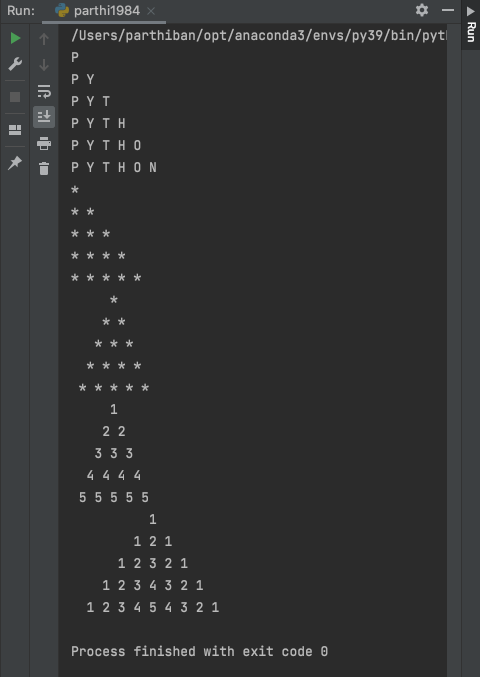 Run: parthi1984
Run
/Users/parthiban/opt/anaconda3/envs/py39/bin/pyt
P
P Y
P Y T
P Y T H
P Y T H O
P Y T H O N
*
* *
* * *
* * * *
* * * * *
     *
    * *
   * * *
  * * * *
 * * * * *
     1
    2 2
   3 3 3
  4 4 4 4
 5 5 5 5 5
          1
        1 2 1
      1 2 3 2 1
    1 2 3 4 3 2 1
  1 2 3 4 5 4 3 2 1
Process finished with exit code 0